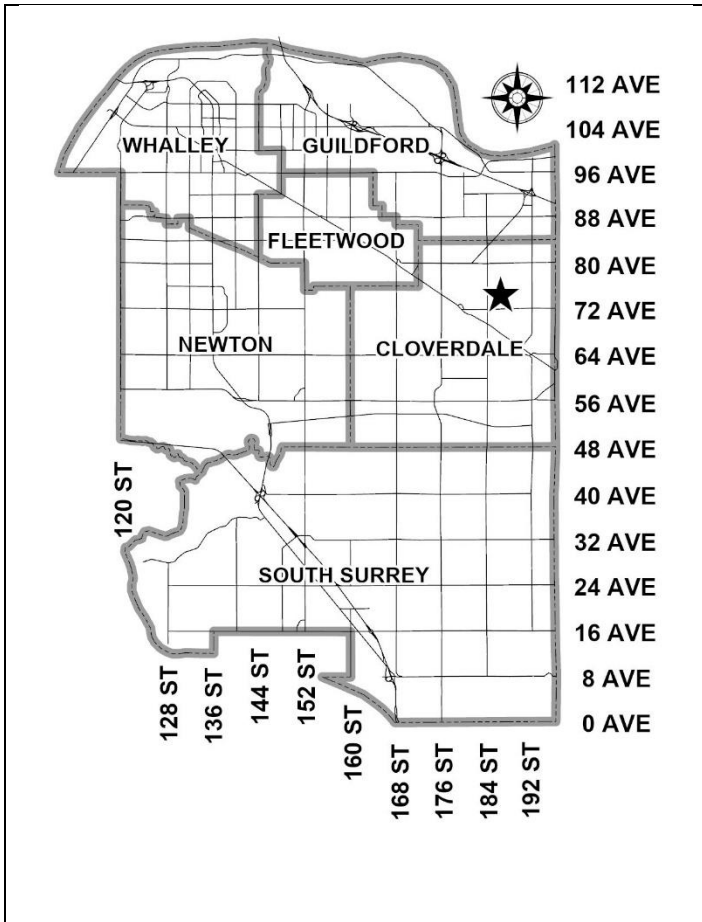 112 AVE
104 AVE
WHALLEY
GUILDFORD
96 AVE
88 AVE
FLEETWOOD
80 AVE
72 AVE
NEWTON
CLOVERDALE
64 AVE
56 AVE
48 AVE
120 ST
40 AVE
32 AVE
SOUTH SURREY
24 AVE
16 AVE
128 ST
136 ST
144 ST
152 ST
160 ST
8 AVE
0 AVE
168 ST
176 ST
184 ST
192 ST